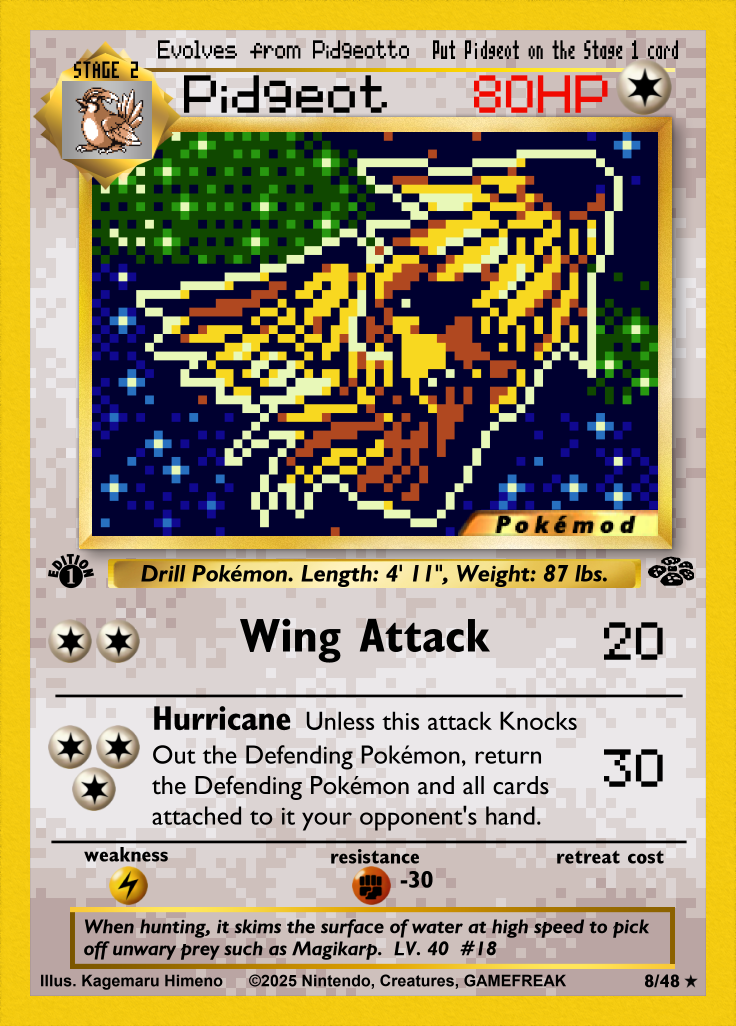 Evolves from Pidgeotto Put Pidgeot on the Stage 1 card
STAGE 2
Pidgeot 80HP
Pokémod
EDITION
1
Drill Pokémon. Length: 4' 11", Weight: 87 lbs.
Wing Attack 20
Hurricane Unless this attack Knocks
Out the Defending Pokémon, return
the Defending Pokémon and all cards
attached to it your opponent's hand.
30
weakness resistance retreat cost
-30
When hunting, it skims the surface of water at high speed to pick
off unwary prey such as Magikarp. LV. 40 #18
Illus. Kagemaru Himeno ©2025 Nintendo, Creatures, GAMEFREAK 8/48 ★